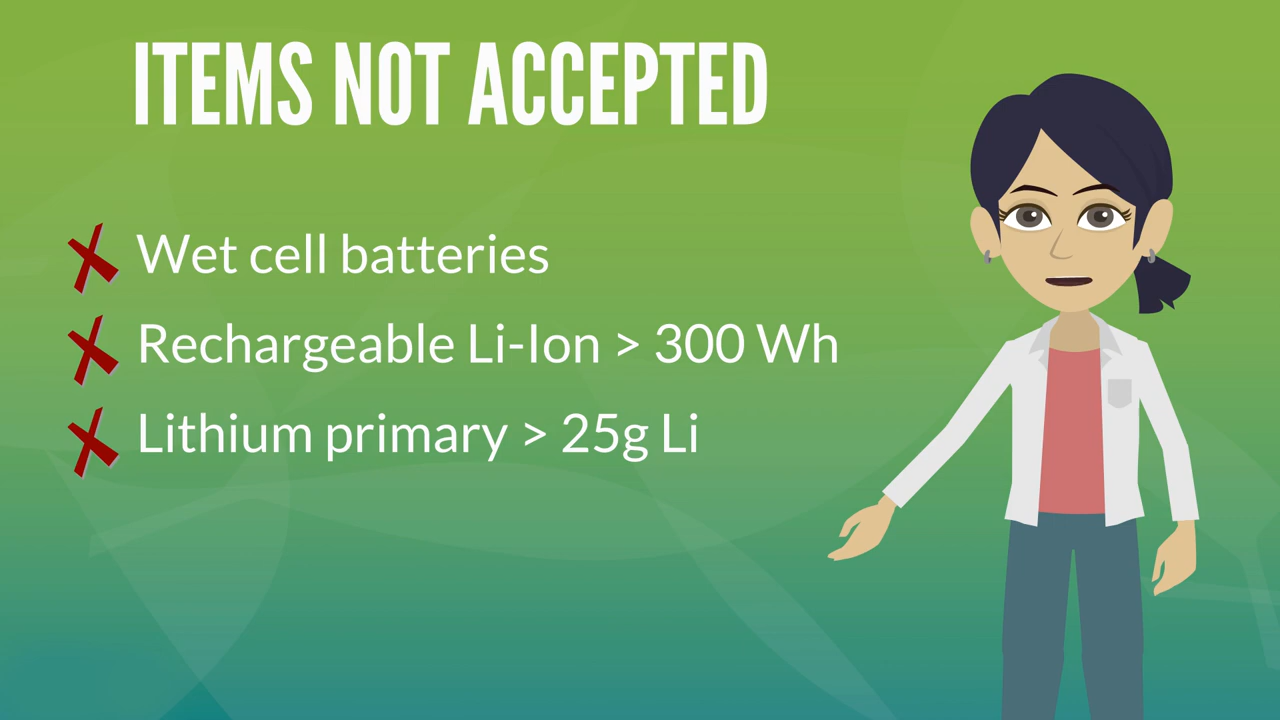 ITEMS NOT ACCEPTED
Wet cell batteries
Rechargeable Li-Ion > 300 Wh
Lithium primary > 25g Li